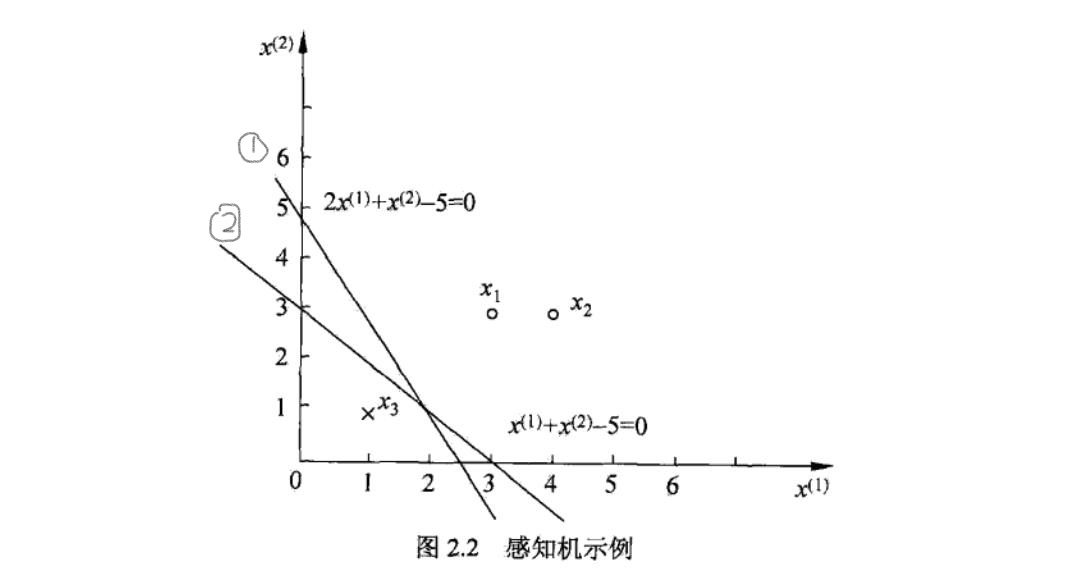 x(2)
①
6
2x(1)+x(2)–5=0
5
②
4
x1
x2
3
2
1
x3
x(1)+x(2)–5=0
0 1 2 3 4 5 6
x(1)
图 2.2 感知机示例